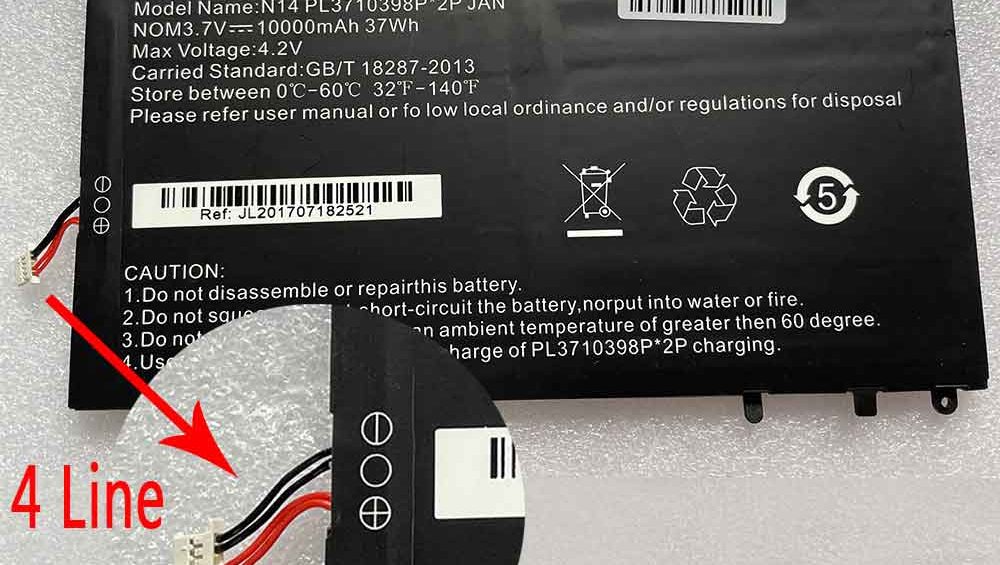 Model Name:N14 PL3710398P*2P JAN
NOM3.7V⎓ 10000mAh 37Wh
Max Voltage:4.2V
Carried Standard:GB/T 18287-2013
Store between 0℃-60℃ 32℉-140℉
Please refer user manual or fo low local ordinance and/or regulations for disposal
Ref: JL201707182521
5
CAUTION:
1.Do not disassemble or repairthis battery.
2.Do not short-circuit the battery,norput into water or fire.
3.Do not an ambient temperature of greater then 60 degree.
4. of PL3710398P*2P charging.
4 Line